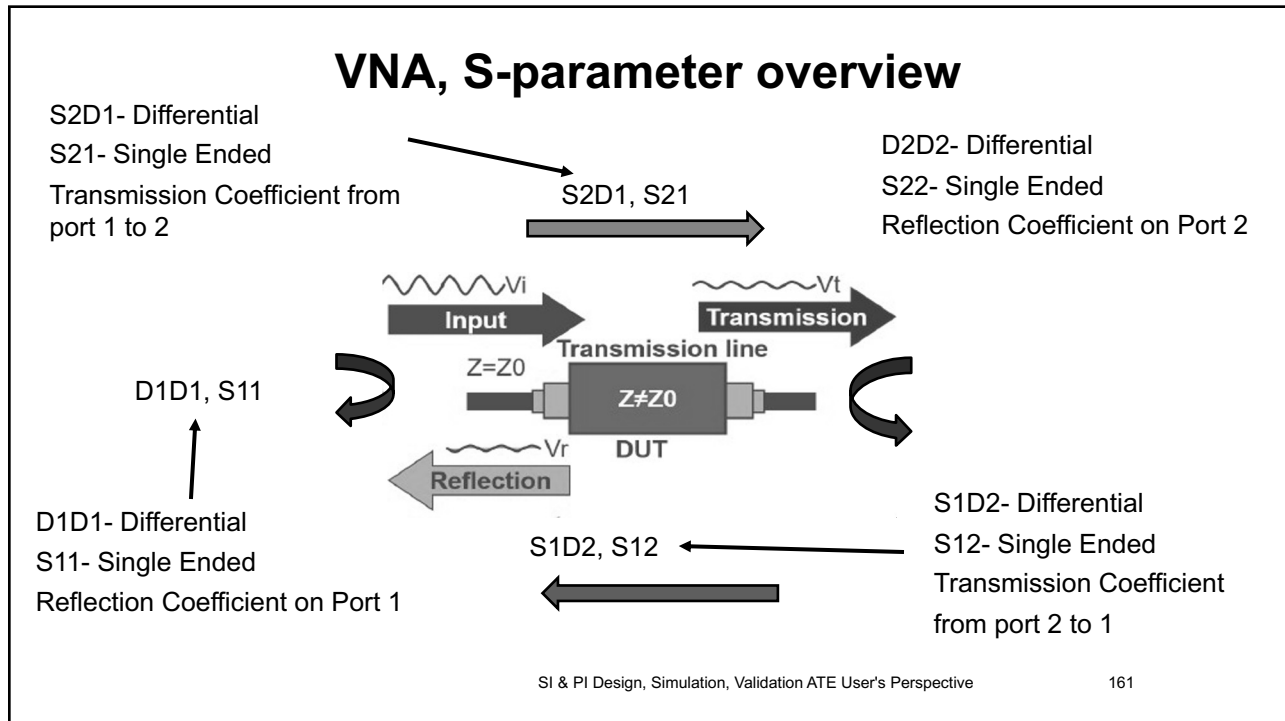 VNA, S-parameter overview
S2D1- Differential
S21- Single Ended
Transmission Coefficient from
port 1 to 2
S2D1, S21
D2D2- Differential
S22- Single Ended
Reflection Coefficient on Port 2
Vi
Input
Vt
Transmission
Transmission line
Z=Z0
Z≠Z0
DUT
Vr
Reflection
D1D1, S11
D1D1- Differential
S11- Single Ended
Reflection Coefficient on Port 1
S1D2, S12
S1D2- Differential
S12- Single Ended
Transmission Coefficient
from port 2 to 1
SI & PI Design, Simulation, Validation ATE User's Perspective
161